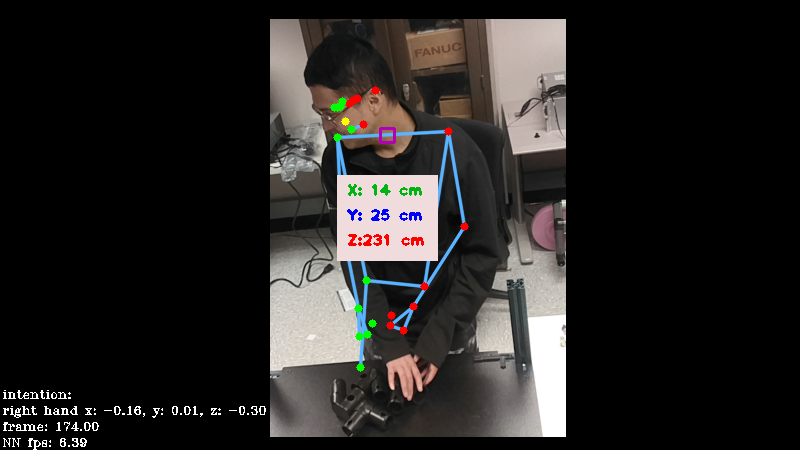 FANUC
X: 14 cm
Y: 25 cm
Z:231 cm
intention:
right hand x: -0.16, y: 0.01, z: -0.30
frame: 174.00
NN fps: 6.39